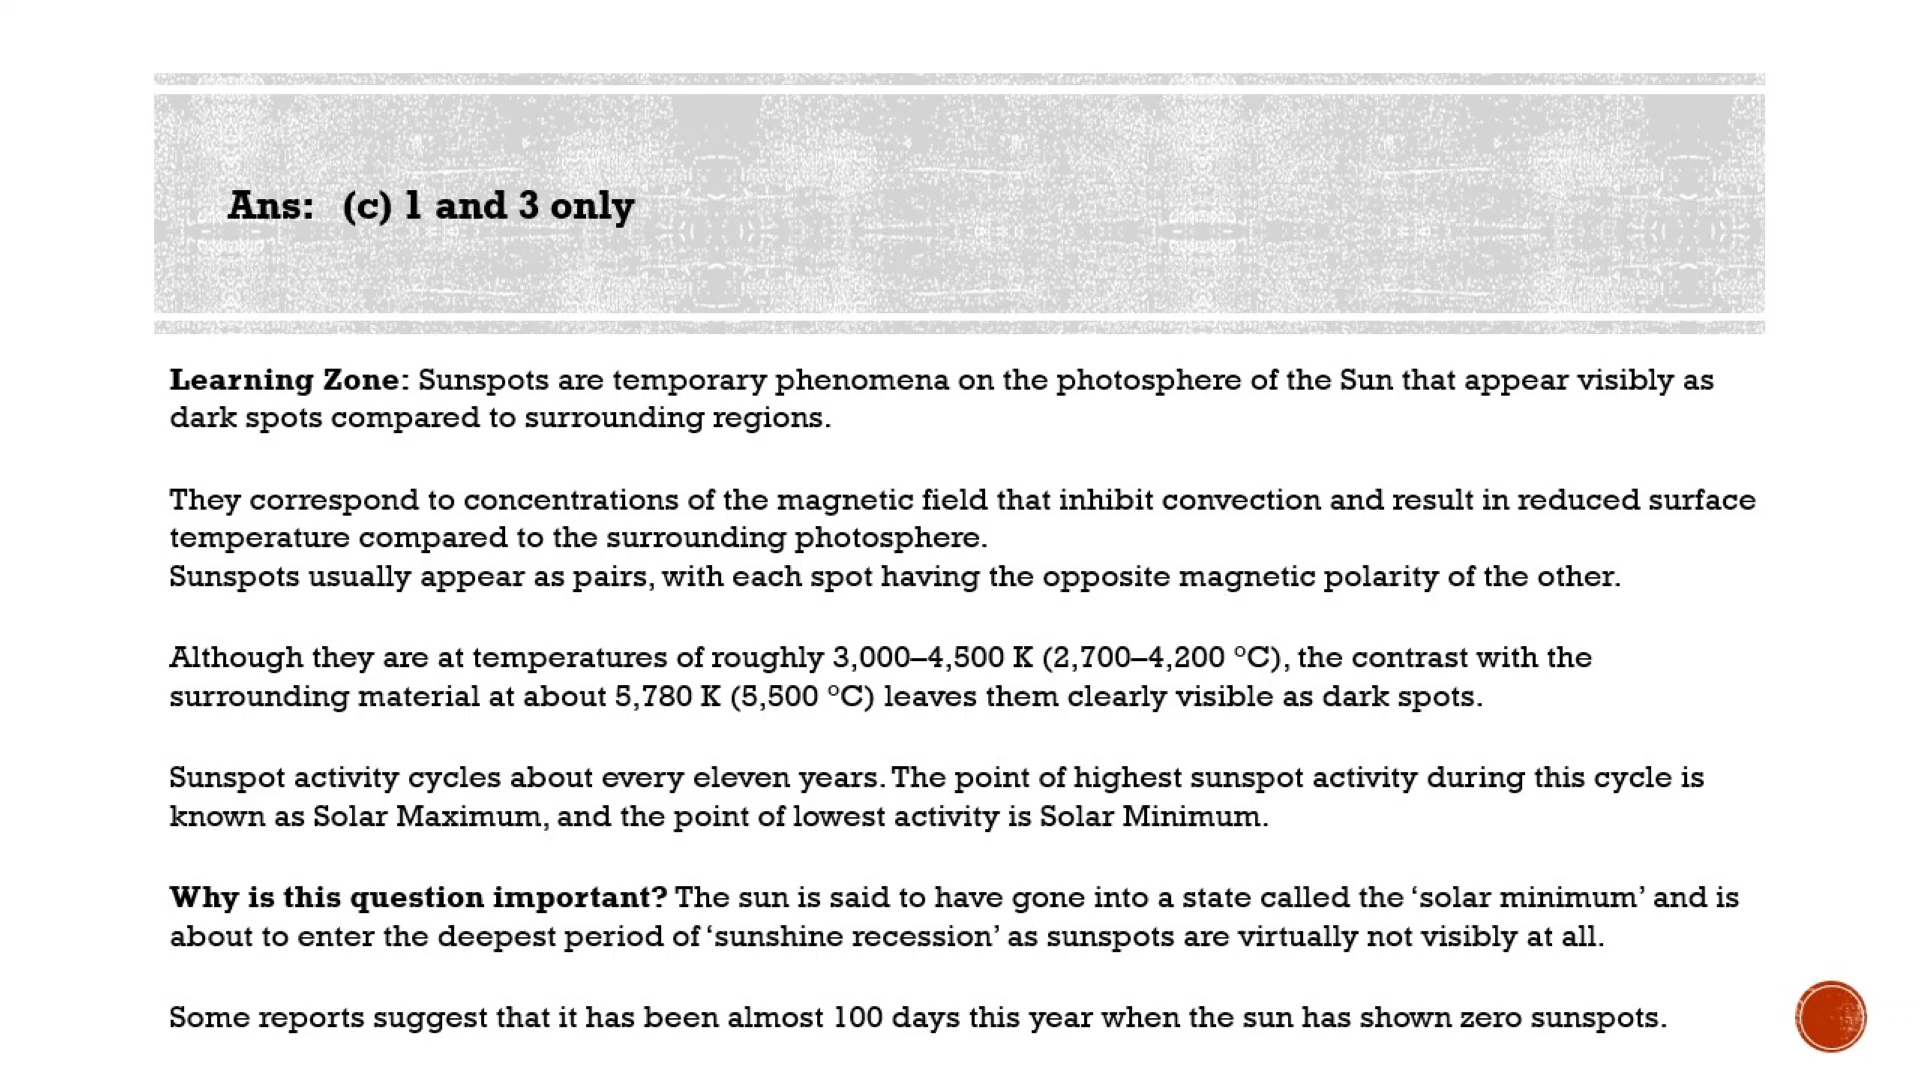 Ans: (c) 1 and 3 only
Learning Zone: Sunspots are temporary phenomena on the photosphere of the Sun that appear visibly as
dark spots compared to surrounding regions.
They correspond to concentrations of the magnetic field that inhibit convection and result in reduced surface
temperature compared to the surrounding photosphere.
Sunspots usually appear as pairs, with each spot having the opposite magnetic polarity of the other.
Although they are at temperatures of roughly 3,000–4,500 K (2,700–4,200 °C), the contrast with the
surrounding material at about 5,780 K (5,500 °C) leaves them clearly visible as dark spots.
Sunspot activity cycles about every eleven years. The point of highest sunspot activity during this cycle is
known as Solar Maximum, and the point of lowest activity is Solar Minimum.
Why is this question important? The sun is said to have gone into a state called the ‘solar minimum’ and is
about to enter the deepest period of ‘sunshine recession’ as sunspots are virtually not visibly at all.
Some reports suggest that it has been almost 100 days this year when the sun has shown zero sunspots.